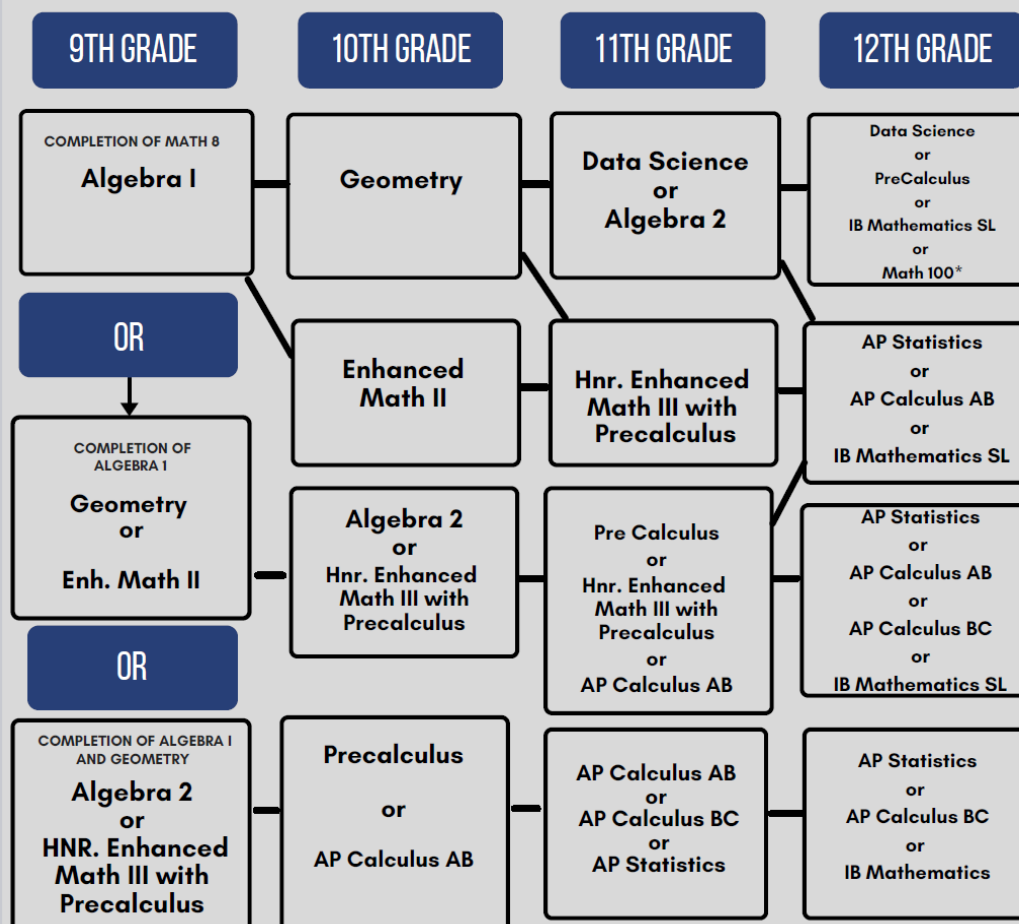 9TH GRADE
10TH GRADE
11TH GRADE
12TH GRADE
COMPLETION OF MATH 8
Algebra I
Geometry
Data Science
or
Algebra 2
Data Science
or
PreCalculus
or
IB Mathematics SL
or
Math 100*
OR
Enhanced
Math II
Hnr. Enhanced
Math III with
Precalculus
AP Statistics
or
AP Calculus AB
or
IB Mathematics SL
COMPLETION OF
ALGEBRA 1
Geometry
or
Enh. Math II
Algebra 2
or
Hnr. Enhanced
Math III with
Precalculus
Pre Calculus
or
Hnr. Enhanced
Math III with
Precalculus
or
AP Calculus AB
AP Statistics
or
AP Calculus AB
or
AP Calculus BC
or
IB Mathematics SL
OR
COMPLETION OF ALGEBRA I
AND GEOMETRY
Algebra 2
or
HNR. Enhanced
Math III with
Precalculus
Precalculus
or
AP Calculus AB
AP Calculus AB
or
AP Calculus BC
or
AP Statistics
AP Statistics
or
AP Calculus BC
or
IB Mathematics